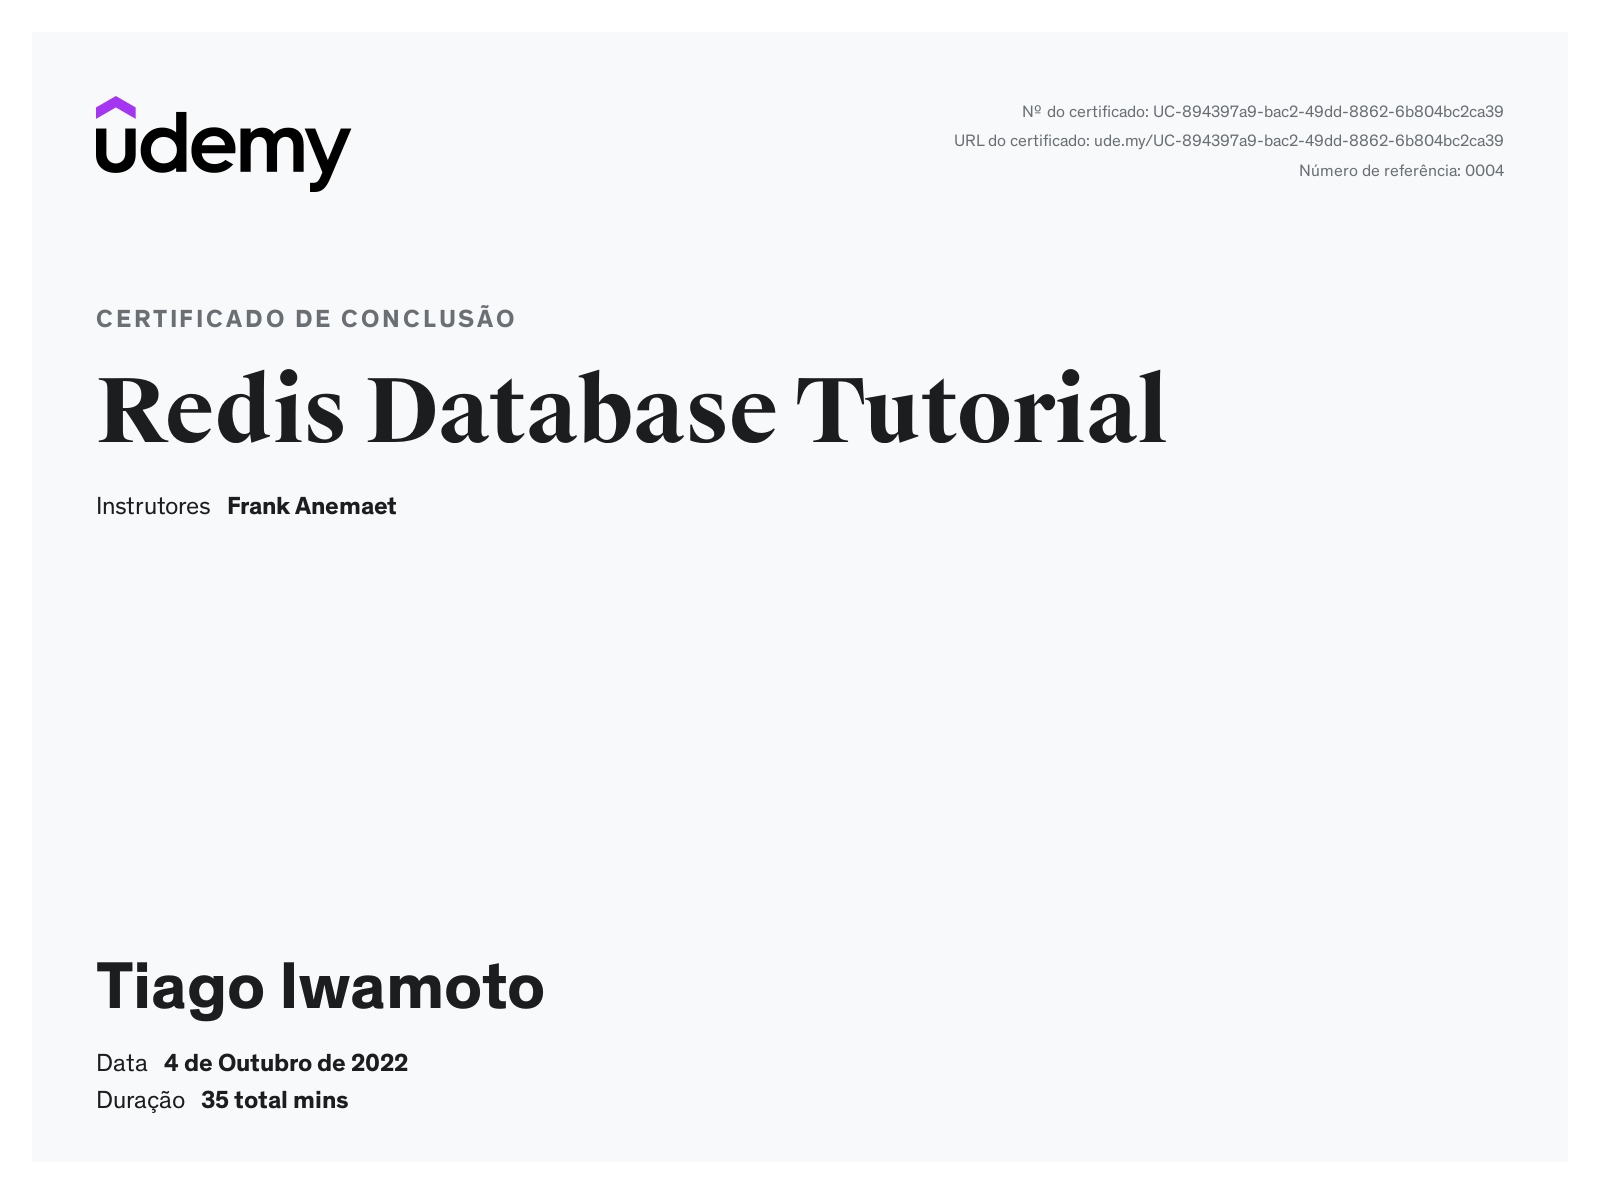 udemy
Nº do certificado: UC-894397a9-bac2-49dd-8862-6b804bc2ca39
URL do certificado: ude.my/UC-894397a9-bac2-49dd-8862-6b804bc2ca39
Número de referência: 0004
CERTIFICADO DE CONCLUSÃO
Redis Database Tutorial
Instrutores Frank Anemaet
Tiago Iwamoto
Data 4 de Outubro de 2022
Duração 35 total mins